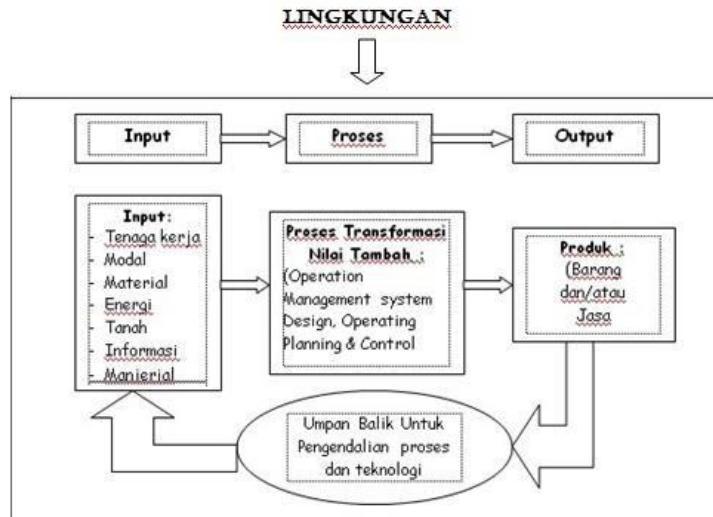 LINGKUNGAN
Input
Proses
Output
Input:
- Tenaga kerja
- Modal
- Material
- Energi
- Tanah
- Informasi
- Manjerial
Proses Transformasi
Nilai Tambah :
(Operation
Management system
Design, Operating
Planning & Control
Produk :
(Barang
dan/atau
Jasa
Umpan Balik Untuk
Pengendalian proses
dan teknologi